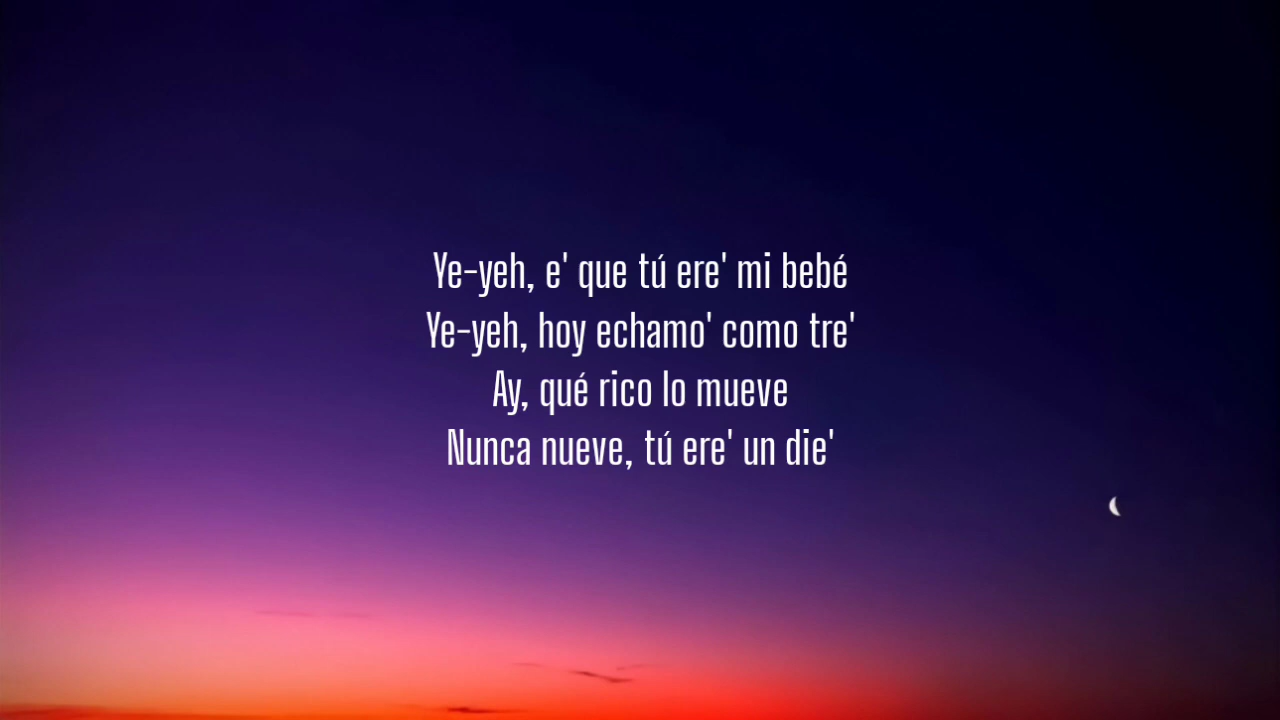 Ye-yeh, e' que tú ere' mi bebé
Ye-yeh, hoy echamo' como tre'
Ay, qué rico lo mueve
Nunca nueve, tú ere' un die'